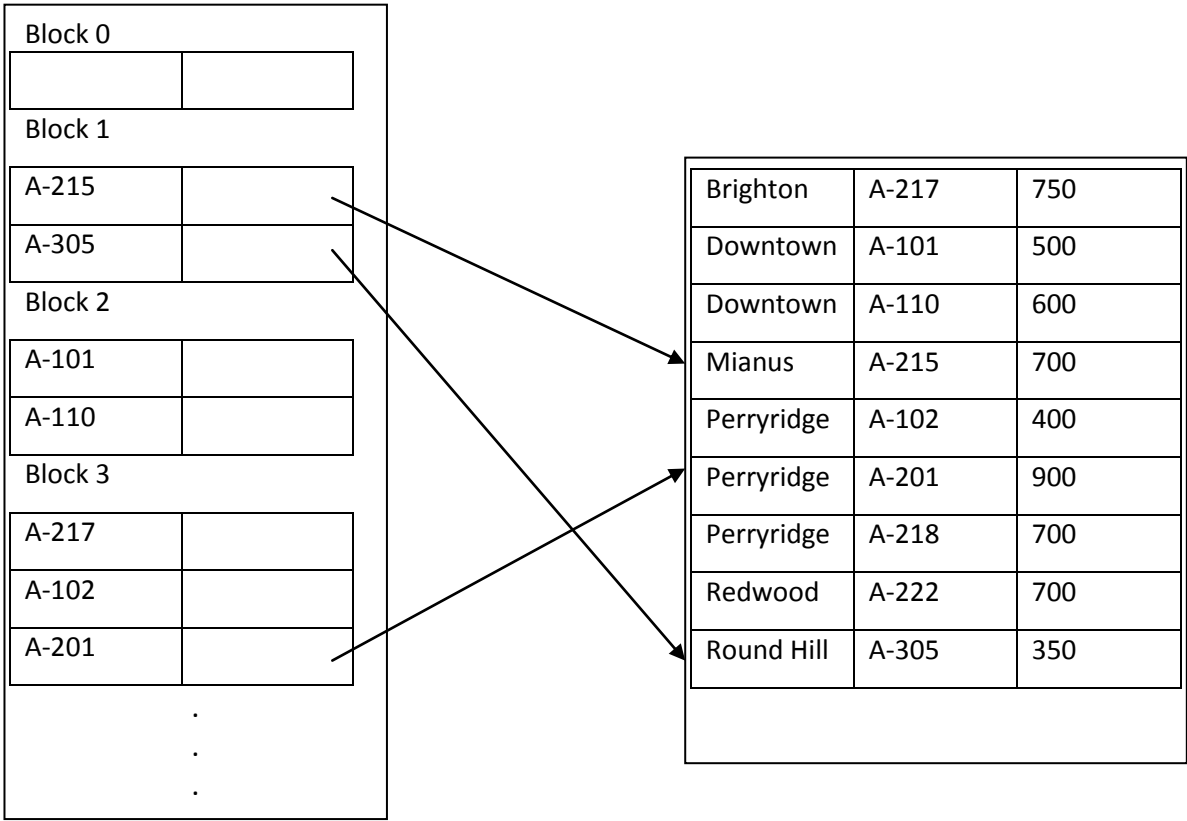 Block 0
Block 1
A-215
A-305
Block 2
A-101
A-110
Block 3
A-217
A-102
A-201
.
.
.
Brighton A-217 750
Downtown A-101 500
Downtown A-110 600
Mianus A-215 700
Perryridge A-102 400
Perryridge A-201 900
Perryridge A-218 700
Redwood A-222 700
Round Hill A-305 350